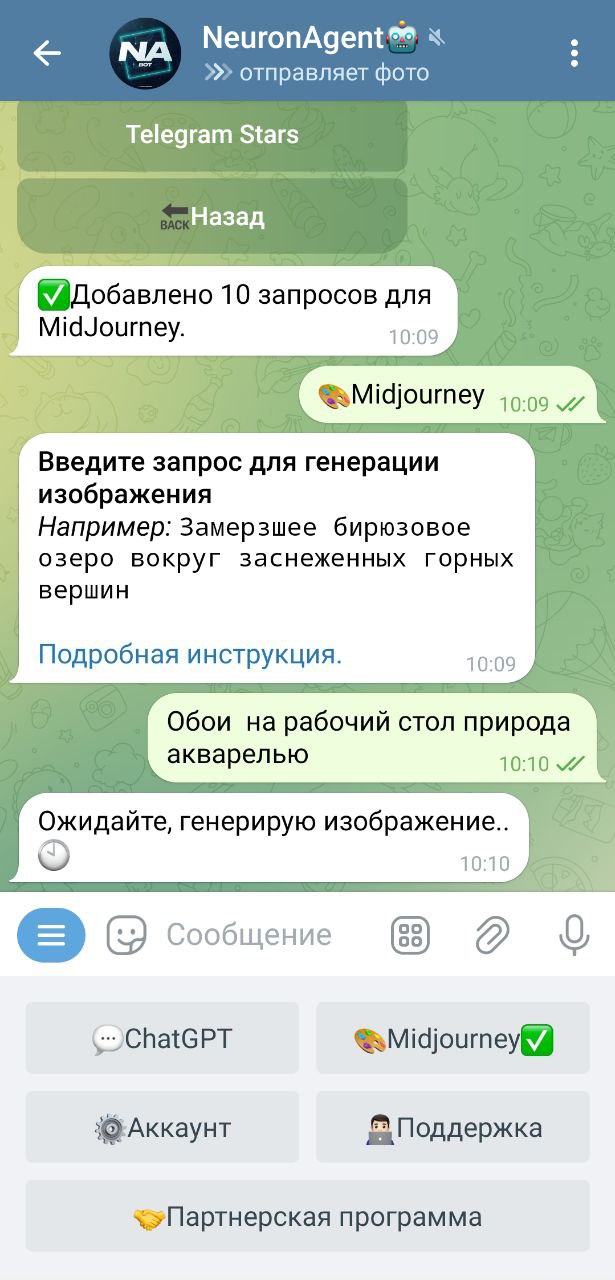 NeuronAgent🤖
отправляет фото
NA
BOT
Telegram Stars
🔙Назад
✅Добавлено 10 запросов для
MidJourney.
10:09
🎨Midjourney 10:09
Введите запрос для генерации
изображения
Например: Замерзшее бирюзовое
озеро вокруг заснеженных горных
вершин
Подробная инструкция.
10:09
Обои на рабочий стол природа
акварелью
10:10
Ожидайте, генерирую изображение..
🕙
10:10
Сообщение
💬ChatGPT
🎨Midjourney✅
⚙️Аккаунт
👨🏻‍💻Поддержка
🤝Партнерская программа